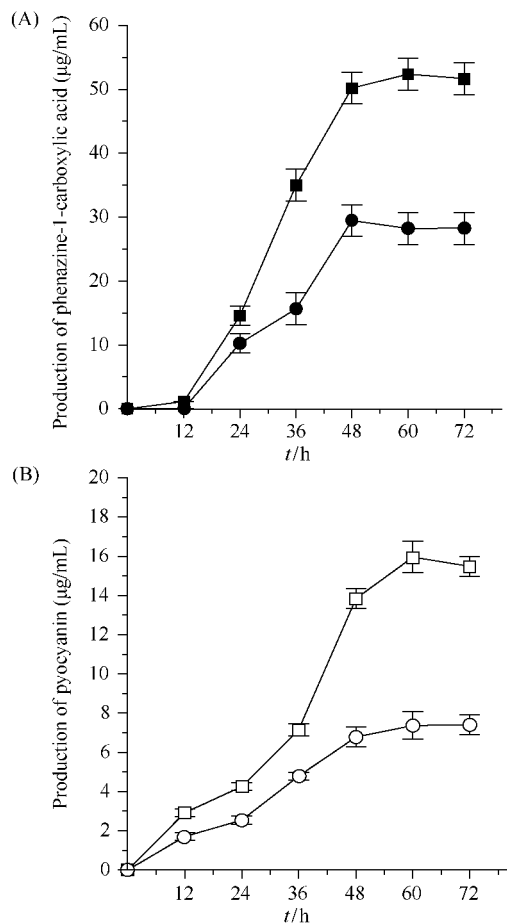 (A)
Production of phenazine-1-carboxylic acid (μg/mL)
60
50
40
30
20
10
0
12 24 36 48 60 72
t/h
(B)
Production of pyocyanin (μg/mL)
20
18
16
14
12
10
8
6
4
2
0
12 24 36 48 60 72
t/h